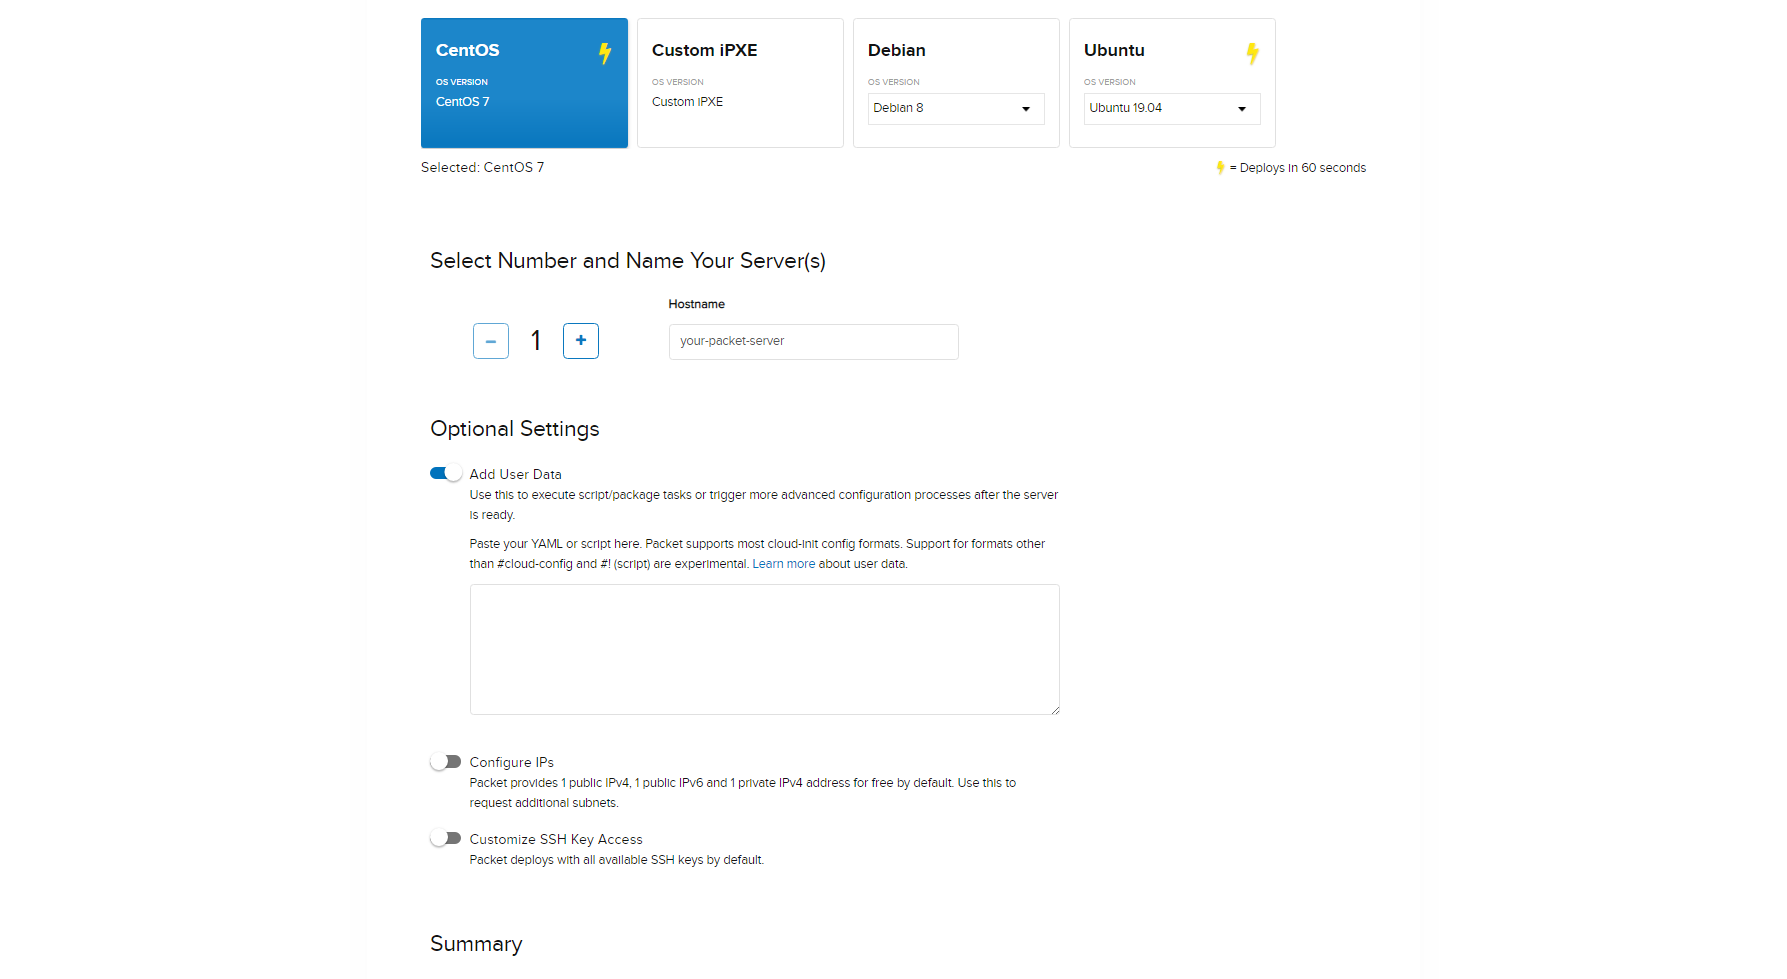 CentOS
OS VERSION
CentOS 7
Custom iPXE
OS VERSION
Custom iPXE
Debian
OS VERSION
Debian 8
Ubuntu
OS VERSION
Ubuntu 19.04
Selected: CentOS 7
= Deploys in 60 seconds
Select Number and Name Your Server(s)
Hostname
− 1 +
your-packet-server
Optional Settings
Add User Data
Use this to execute script/package tasks or trigger more advanced configuration processes after the server
is ready.
Paste your YAML or script here. Packet supports most cloud-init config formats. Support for formats other
than #cloud-config and #! (script) are experimental. Learn more about user data.
Configure IPs
Packet provides 1 public IPv4, 1 public IPv6 and 1 private IPv4 address for free by default. Use this to
request additional subnets.
Customize SSH Key Access
Packet deploys with all available SSH keys by default.
Summary